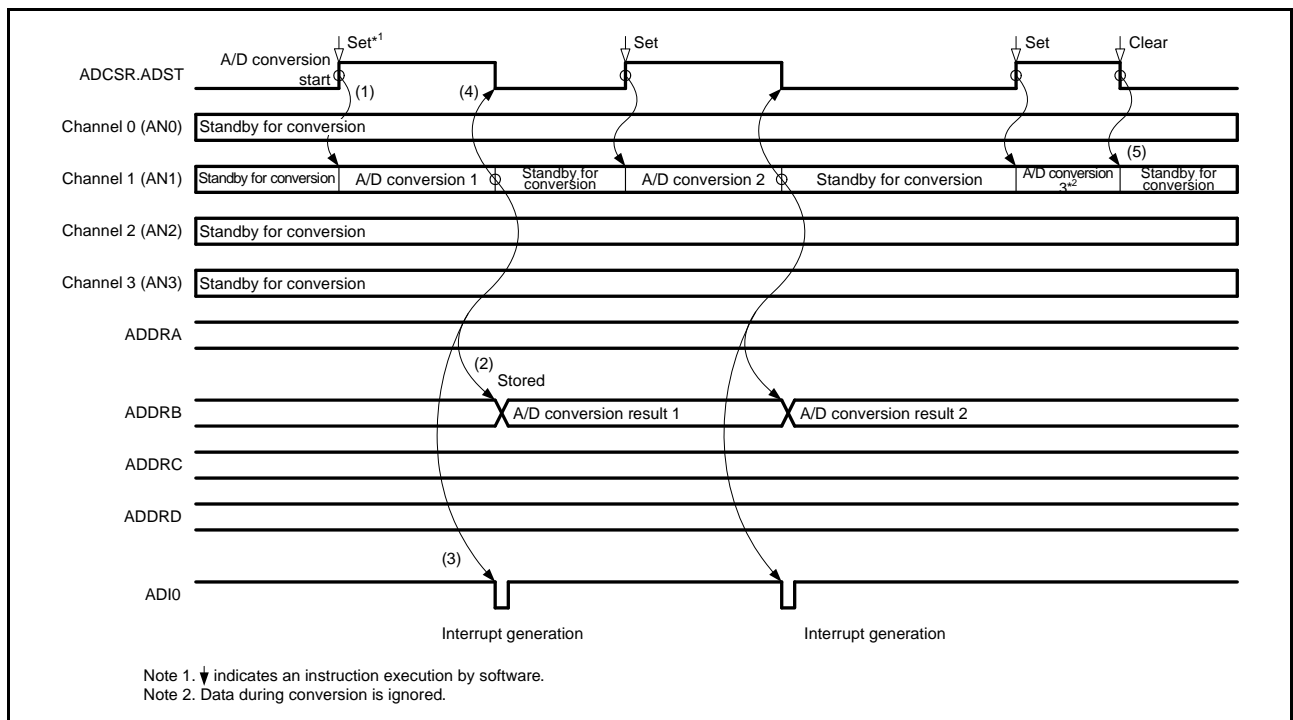 Set*1
Set
Set
Clear
A/D conversion
start
ADCSR.ADST
(1)
(4)
Channel 0 (AN0)
Standby for conversion
(5)
Channel 1 (AN1)
Standby for conversion
A/D conversion 1
Standby for
conversion
A/D conversion 2
Standby for conversion
A/D conversion
3*2
Standby for
conversion
Channel 2 (AN2)
Standby for conversion
Channel 3 (AN3)
Standby for conversion
ADDRA
(2)
Stored
ADDRB
A/D conversion result 1
A/D conversion result 2
ADDRC
ADDRD
(3)
ADI0
Interrupt generation
Interrupt generation
Note 1. indicates an instruction execution by software.
Note 2. Data during conversion is ignored.